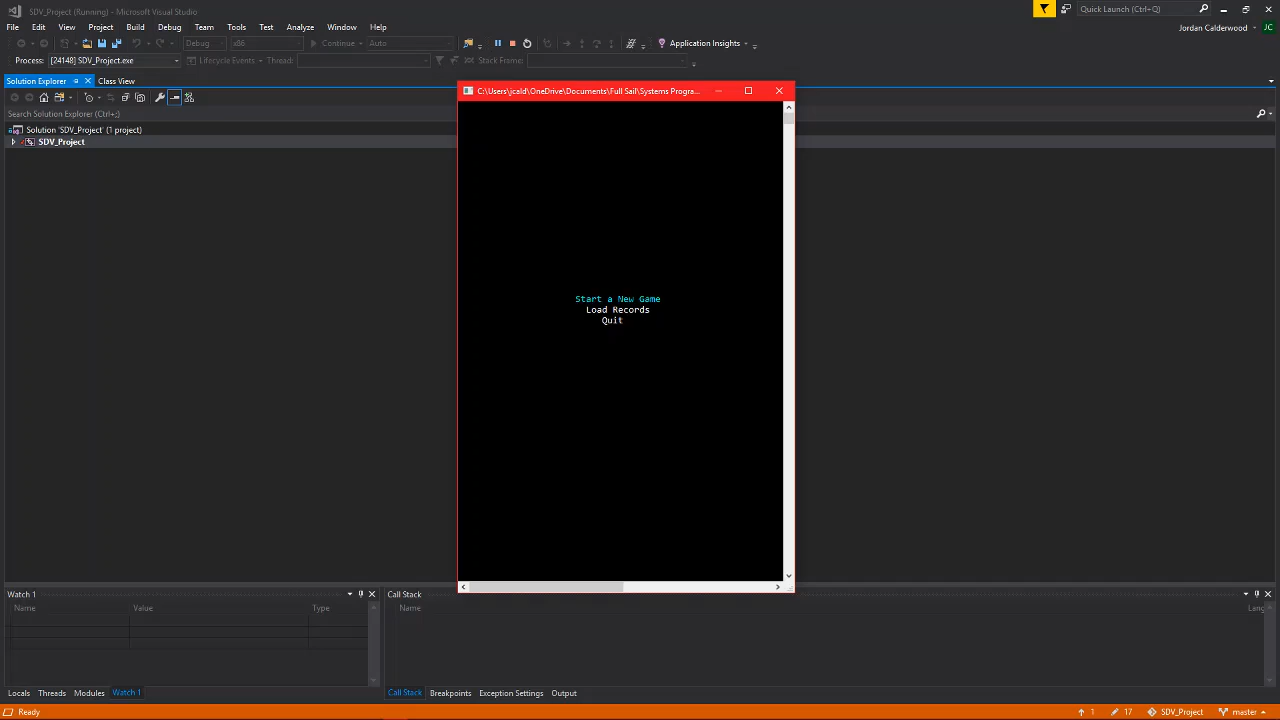 SDV_Project (Running) - Microsoft Visual Studio
Quick Launch (Ctrl+Q)
File Edit View Project Build Debug Team Tools Test Analyze Window Help
Jordan Calderwood JC
Debug x86 Continue Auto Application Insights
Process: [24148] SDV_Project.exe Lifecycle Events Thread: Stack Frame:
Solution Explorer Class View
Search Solution Explorer (Ctrl+;)
Solution 'SDV_Project' (1 project)
SDV_Project
C:\Users\jcald\OneDrive\Documents\Full Sail\Systems Progra...
Start a New Game
Load Records
Quit
Watch 1
Name Value Type
Call Stack
Name Lang
Locals Threads Modules Watch 1
Call Stack Breakpoints Exception Settings Output
Ready 1 17 SDV_Project master